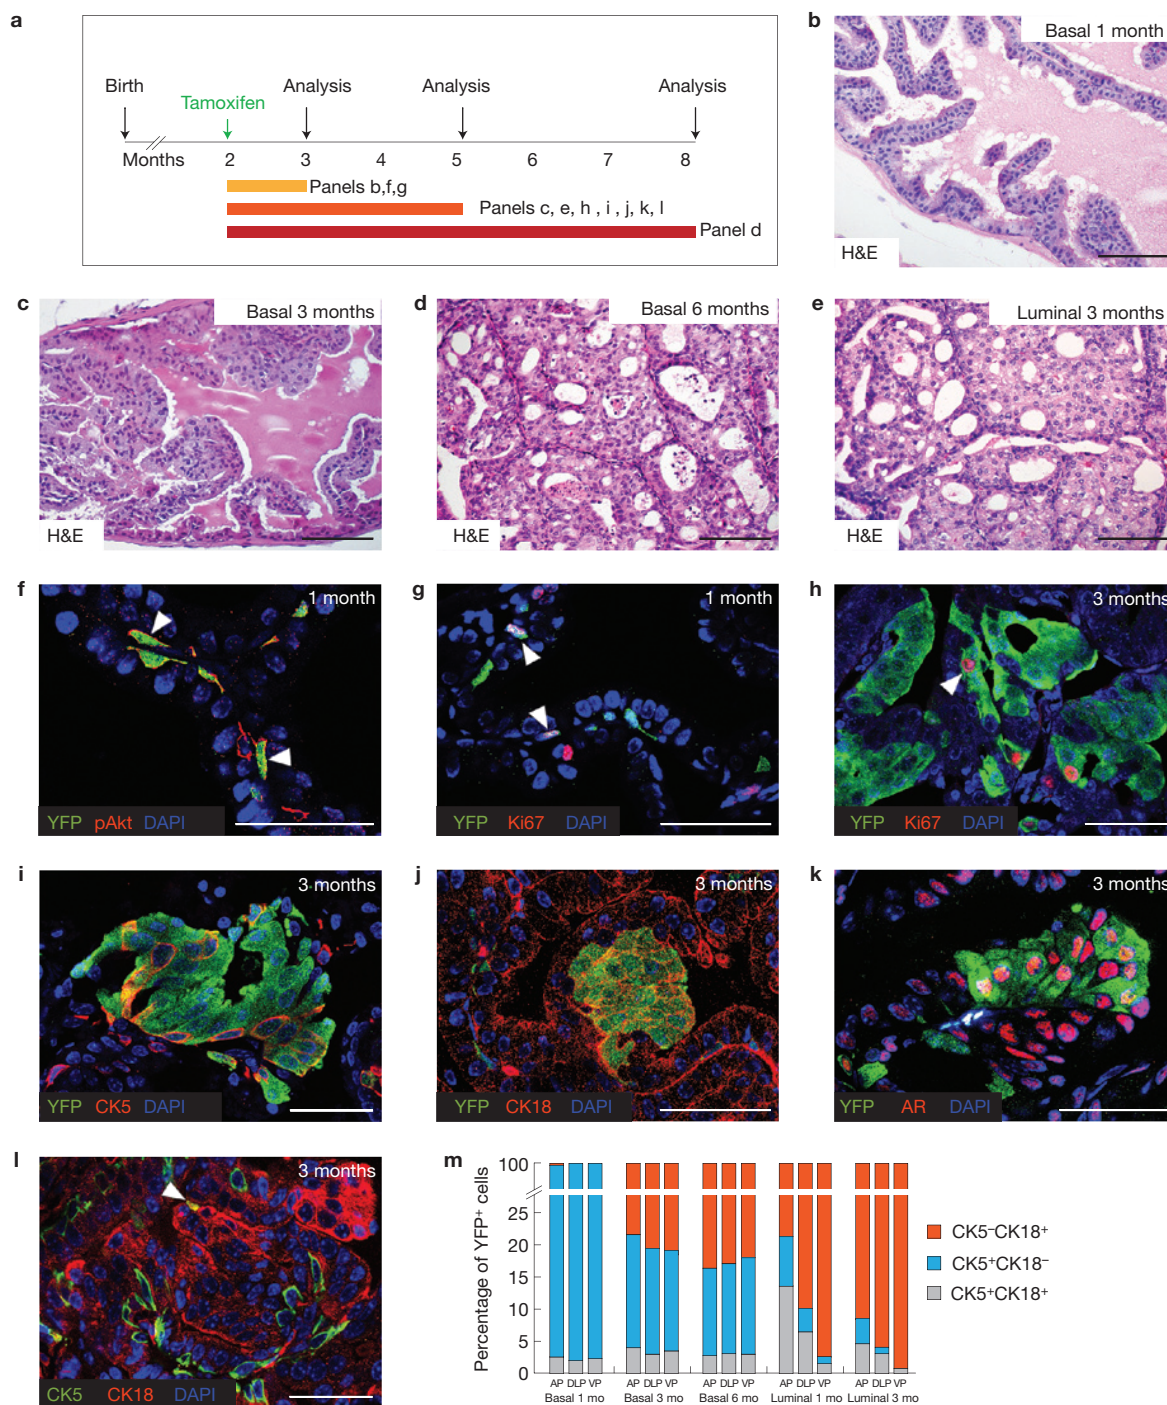 a
Birth
Tamoxifen
Analysis
Analysis
Analysis
Months
2
3
4
5
6
7
8
Panels b,f,g
Panels c, e, h , i , j, k, l
Panel d
b
Basal 1 month
H&E
c
Basal 3 months
H&E
d
Basal 6 months
H&E
e
Luminal 3 months
H&E
f
1 month
YFP pAkt DAPI
g
1 month
YFP Ki67 DAPI
h
3 months
YFP Ki67 DAPI
i
3 months
YFP CK5 DAPI
j
3 months
YFP CK18 DAPI
k
3 months
YFP AR DAPI
l
3 months
CK5 CK18 DAPI
m
Percentage of YFP⁺ cells
100
25
20
15
10
5
0
AP DLP VP
AP DLP VP
AP DLP VP
AP DLP VP
AP DLP VP
Basal 1 mo
Basal 3 mo
Basal 6 mo
Luminal 1 mo
Luminal 3 mo
CK5⁻CK18⁺
CK5⁺CK18⁻
CK5⁺CK18⁺